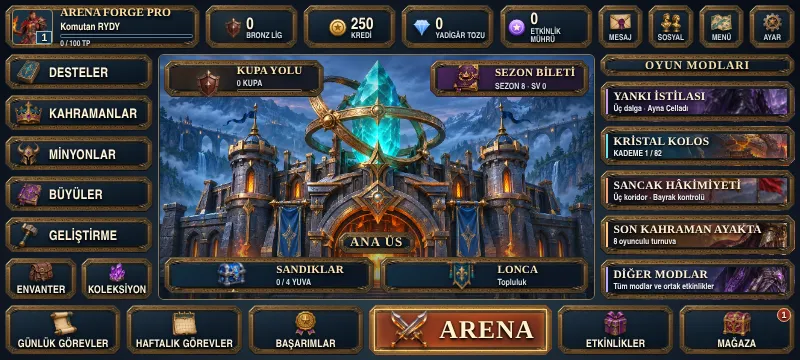 ARENA FORGE PRO
Komutan RYDY
1
0 / 100 TP
0
BRONZ LİG
250
KREDİ
0
YADİGÂR TOZU
0
ETKİNLİK
MÜHRÜ
MESAJ
SOSYAL
MENÜ
AYAR
DESTELER
KAHRAMANLAR
MİNYONLAR
BÜYÜLER
GELİŞTİRME
ENVANTER
KOLEKSİYON
KUPA YOLU
0 KUPA
SEZON BİLETİ
SEZON 8 · SV 0
ANA ÜS
SANDIKLAR
0 / 4 YUVA
LONCA
Topluluk
OYUN MODLARI
YANKI İSTİLASI
Üç dalga · Ayna Celladı
KRİSTAL KOLOS
KADEME 1 / 82
SANCAK HÂKİMİYETİ
Üç koridor · Bayrak kontrolü
SON KAHRAMAN AYAKTA
8 oyunculu turnuva
DİĞER MODLAR
Tüm modlar ve ortak etkinlikler
GÜNLÜK GÖREVLER
HAFTALIK GÖREVLER
BAŞARIMLAR
ARENA
ETKİNLİKLER
MAĞAZA
1